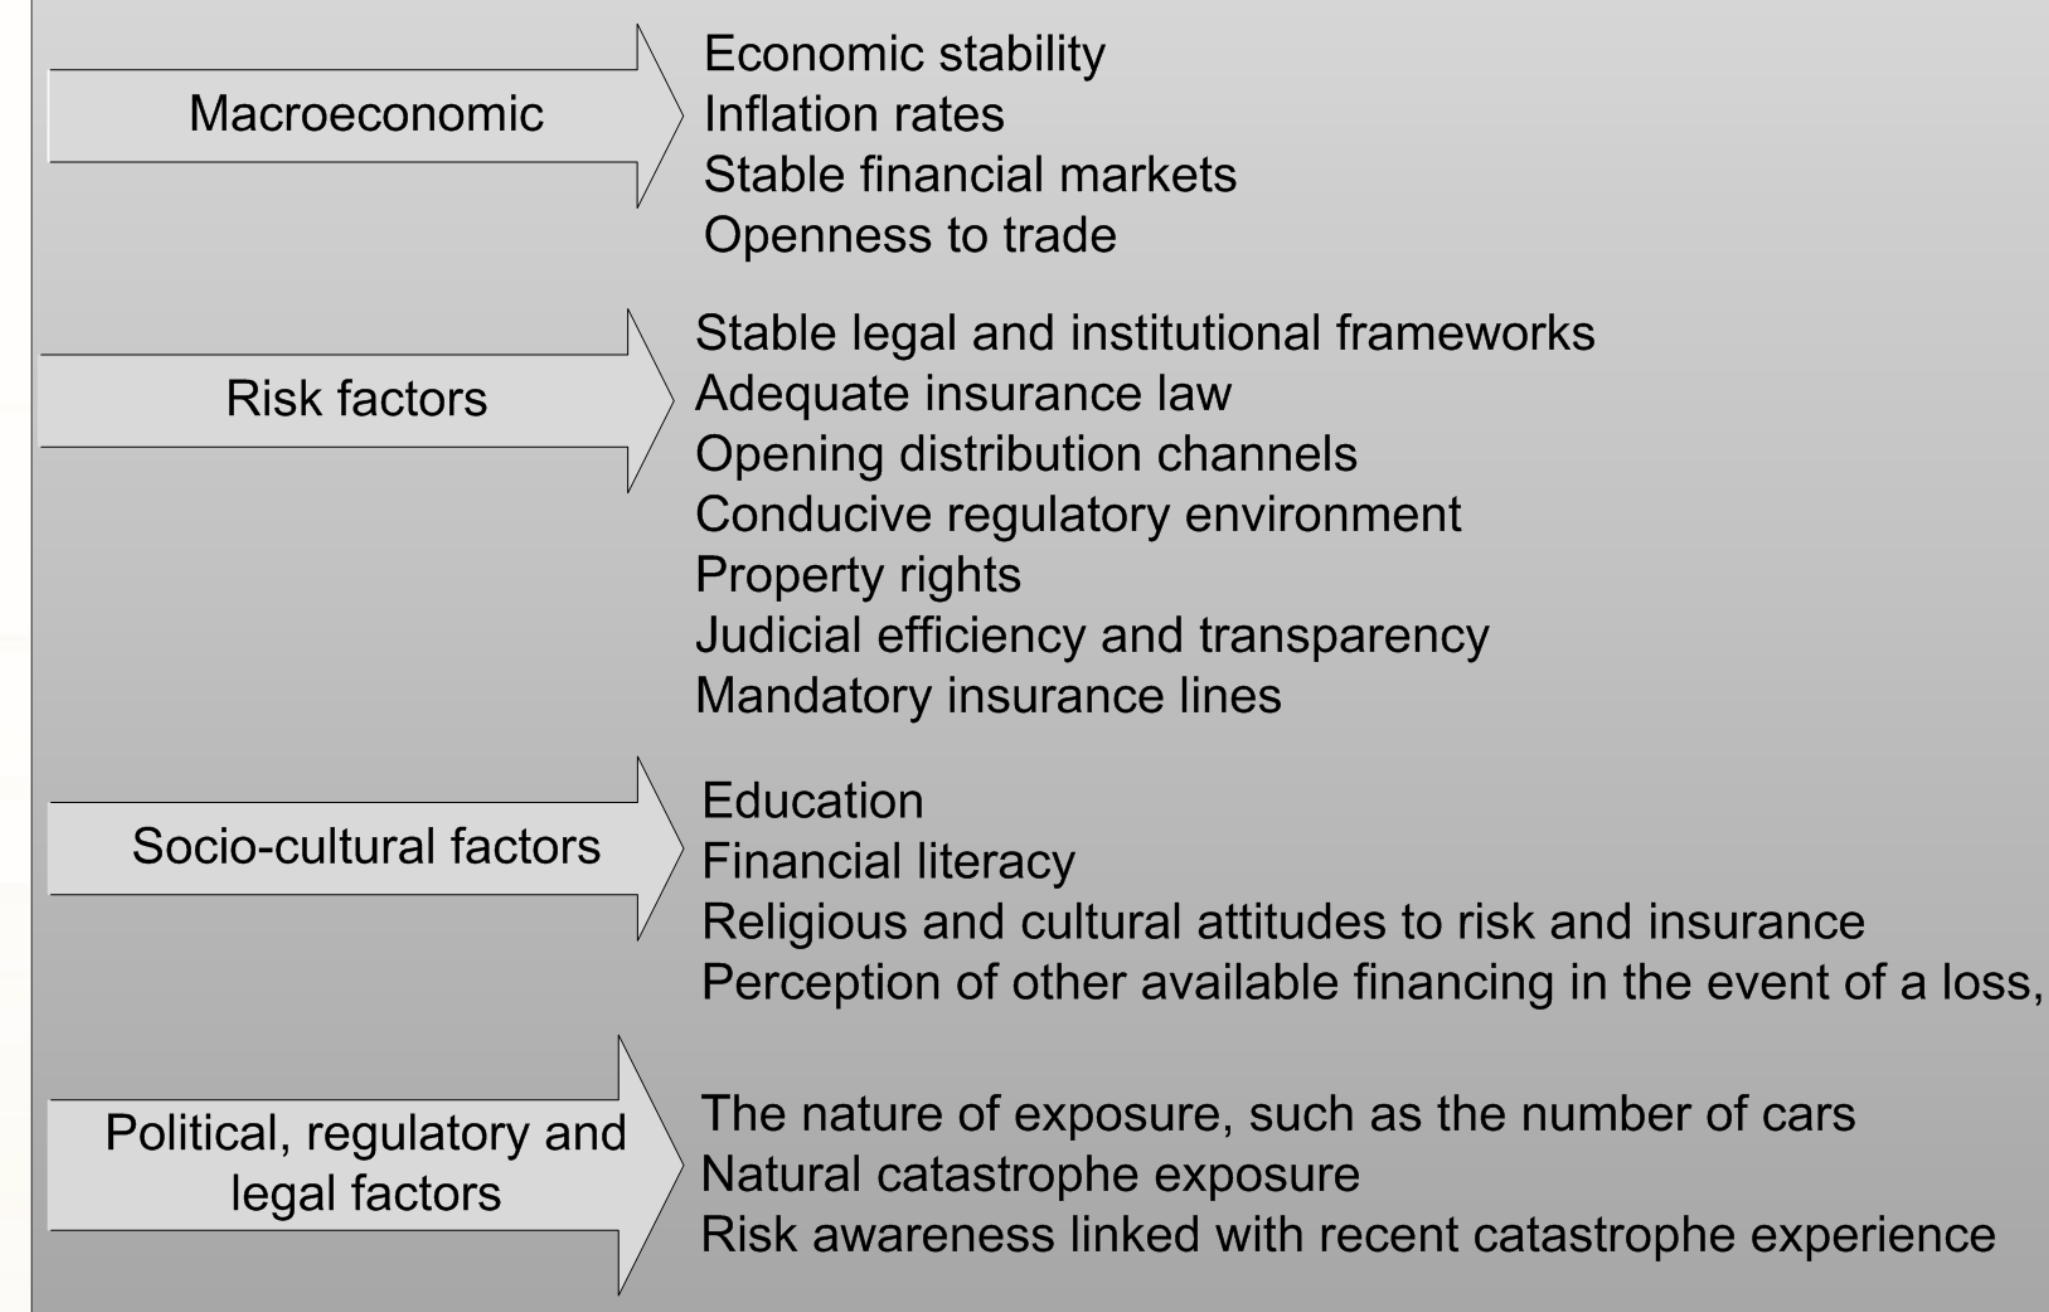 Macroeconomic
Economic stability
Inflation rates
Stable financial markets
Openness to trade
Risk factors
Stable legal and institutional frameworks
Adequate insurance law
Opening distribution channels
Conducive regulatory environment
Property rights
Judicial efficiency and transparency
Mandatory insurance lines
Socio-cultural factors
Education
Financial literacy
Religious and cultural attitudes to risk and insurance
Perception of other available financing in the event of a loss,
Political, regulatory and
legal factors
The nature of exposure, such as the number of cars
Natural catastrophe exposure
Risk awareness linked with recent catastrophe experience